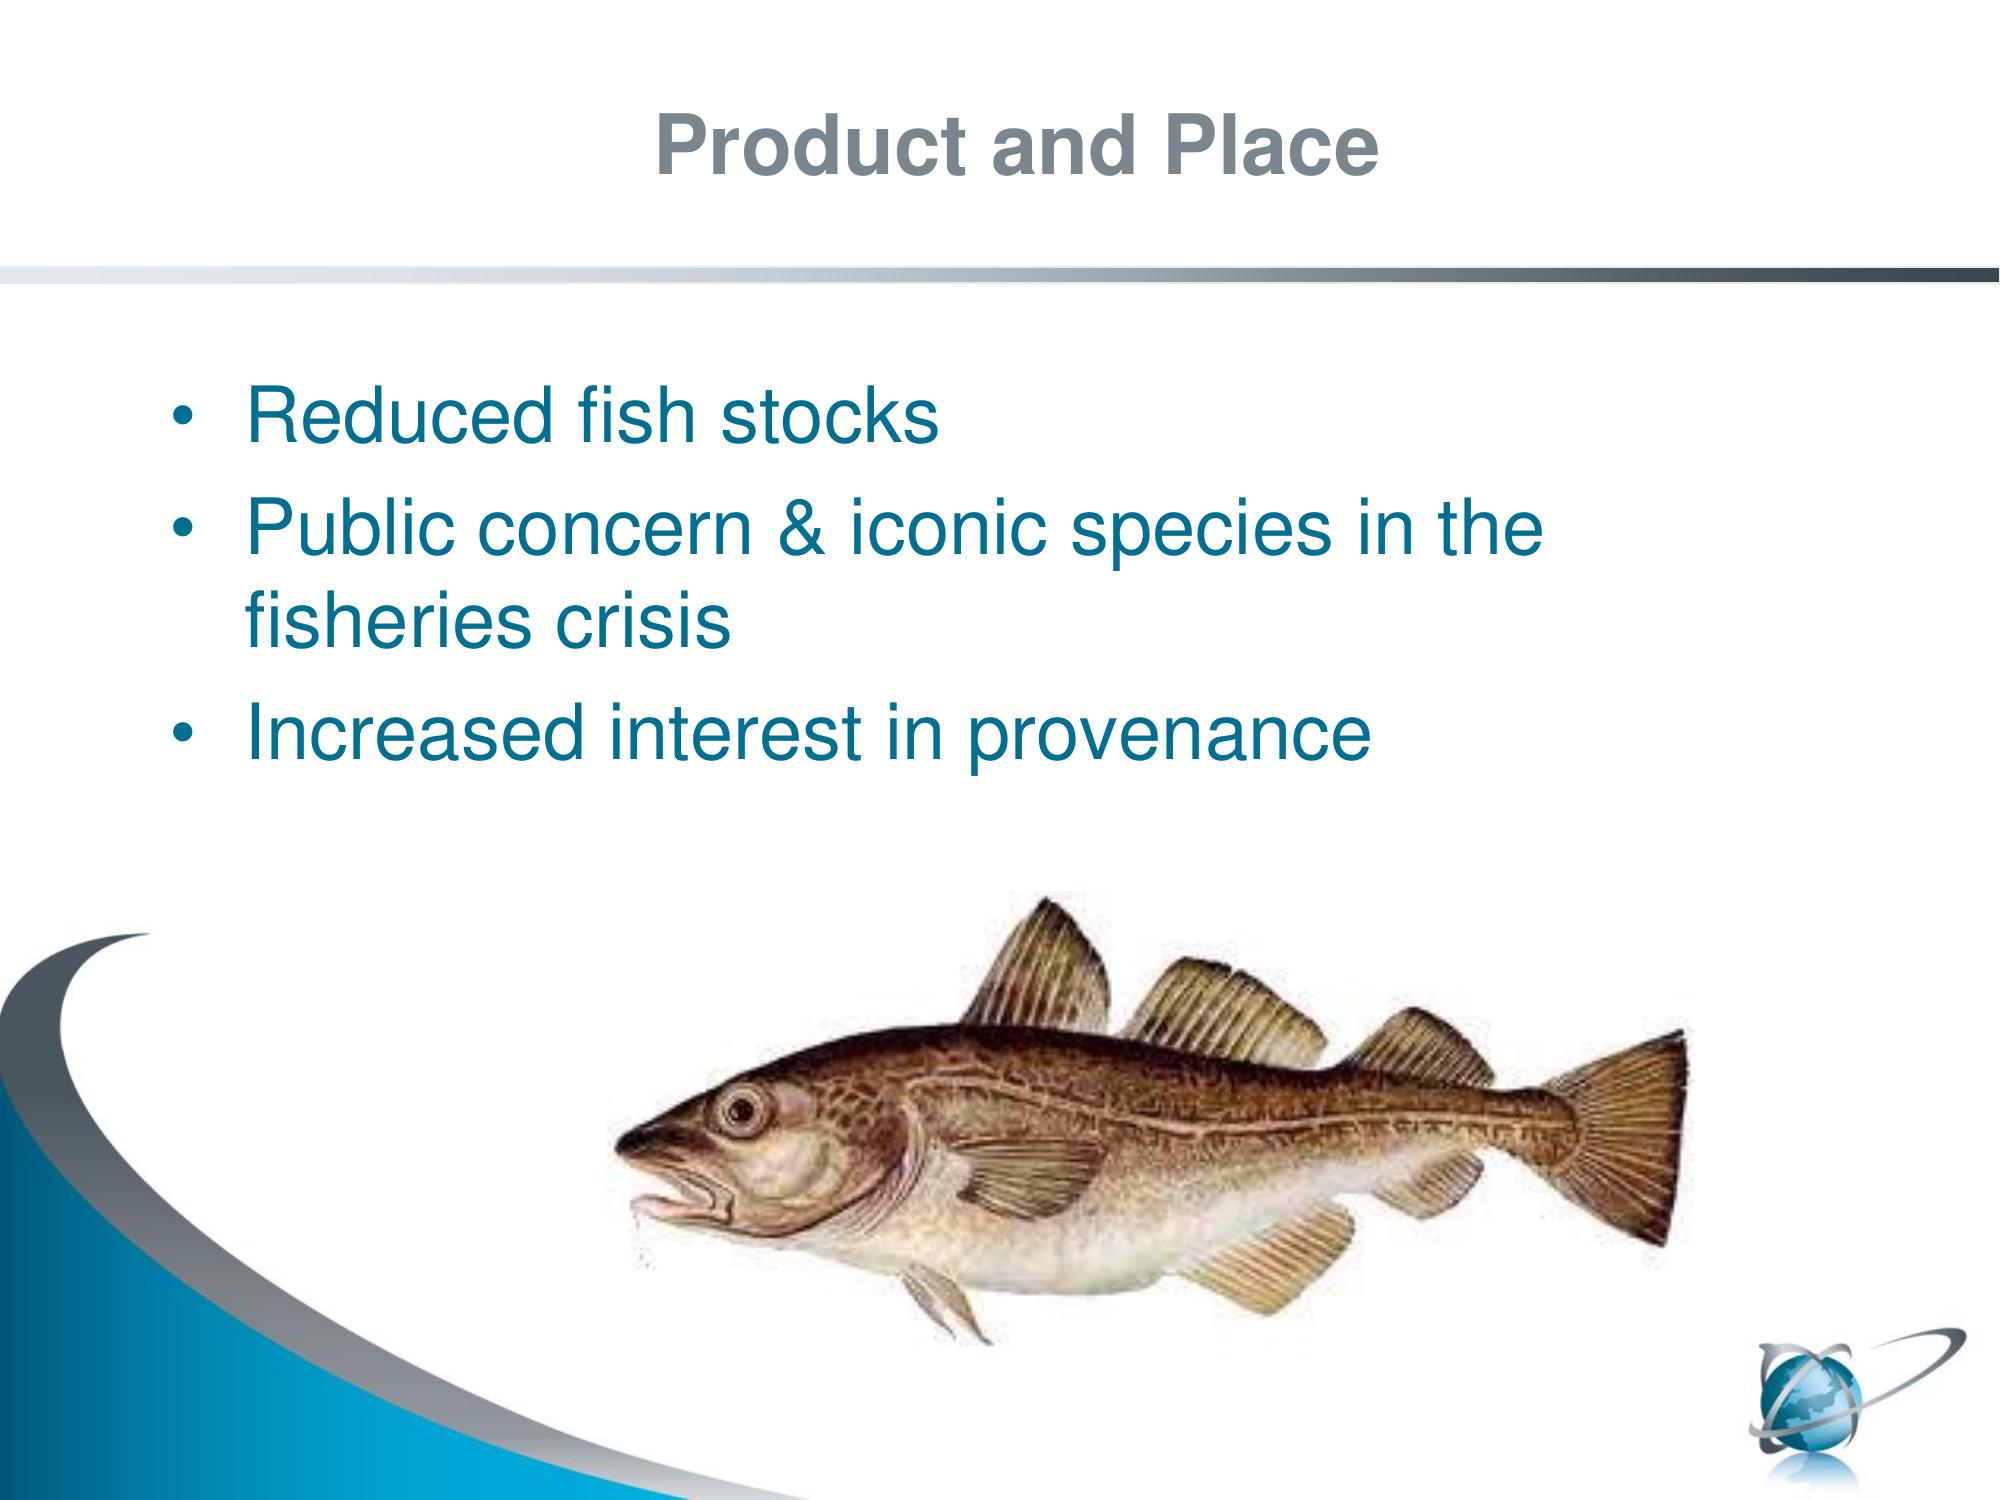 Product and Place
• Reduced fish stocks
• Public concern & iconic species in the
fisheries crisis
• Increased interest in provenance